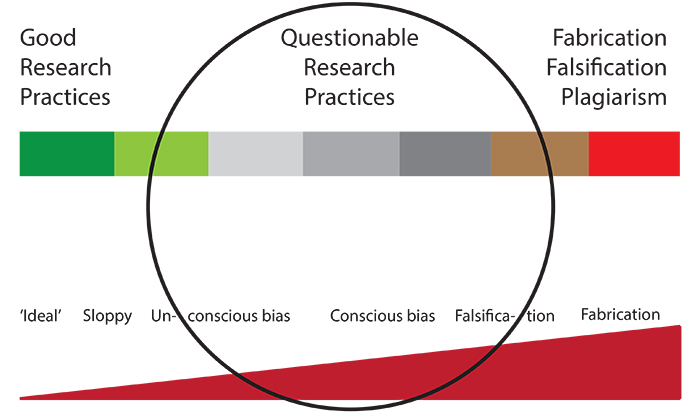 Good
Research
Practices
Questionable
Research
Practices
Fabrication
Falsification
Plagiarism
'Ideal' Sloppy Un- conscious bias Conscious bias Falsifica- tion Fabrication